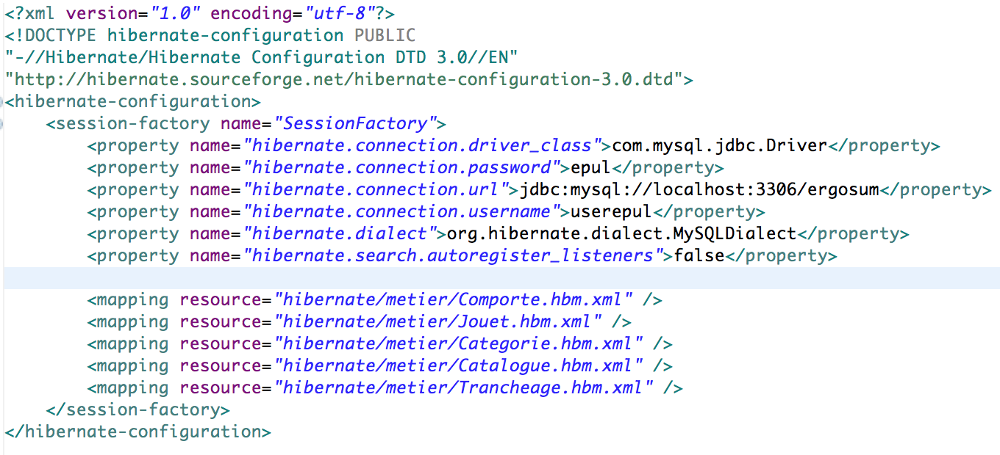 <?xml version="1.0" encoding="utf-8"?>
<!DOCTYPE hibernate-configuration PUBLIC
"-//Hibernate/Hibernate Configuration DTD 3.0//EN"
"http://hibernate.sourceforge.net/hibernate-configuration-3.0.dtd">
<hibernate-configuration>
    <session-factory name="SessionFactory">
        <property name="hibernate.connection.driver_class">com.mysql.jdbc.Driver</property>
        <property name="hibernate.connection.password">epul</property>
        <property name="hibernate.connection.url">jdbc:mysql://localhost:3306/ergosum</property>
        <property name="hibernate.connection.username">userepul</property>
        <property name="hibernate.dialect">org.hibernate.dialect.MySQLDialect</property>
        <property name="hibernate.search.autoregister_listeners">false</property>
        <mapping resource="hibernate/metier/Comporte.hbm.xml" />
        <mapping resource="hibernate/metier/Jouet.hbm.xml" />
        <mapping resource="hibernate/metier/Categorie.hbm.xml" />
        <mapping resource="hibernate/metier/Catalogue.hbm.xml" />
        <mapping resource="hibernate/metier/Trancheage.hbm.xml" />
    </session-factory>
</hibernate-configuration>